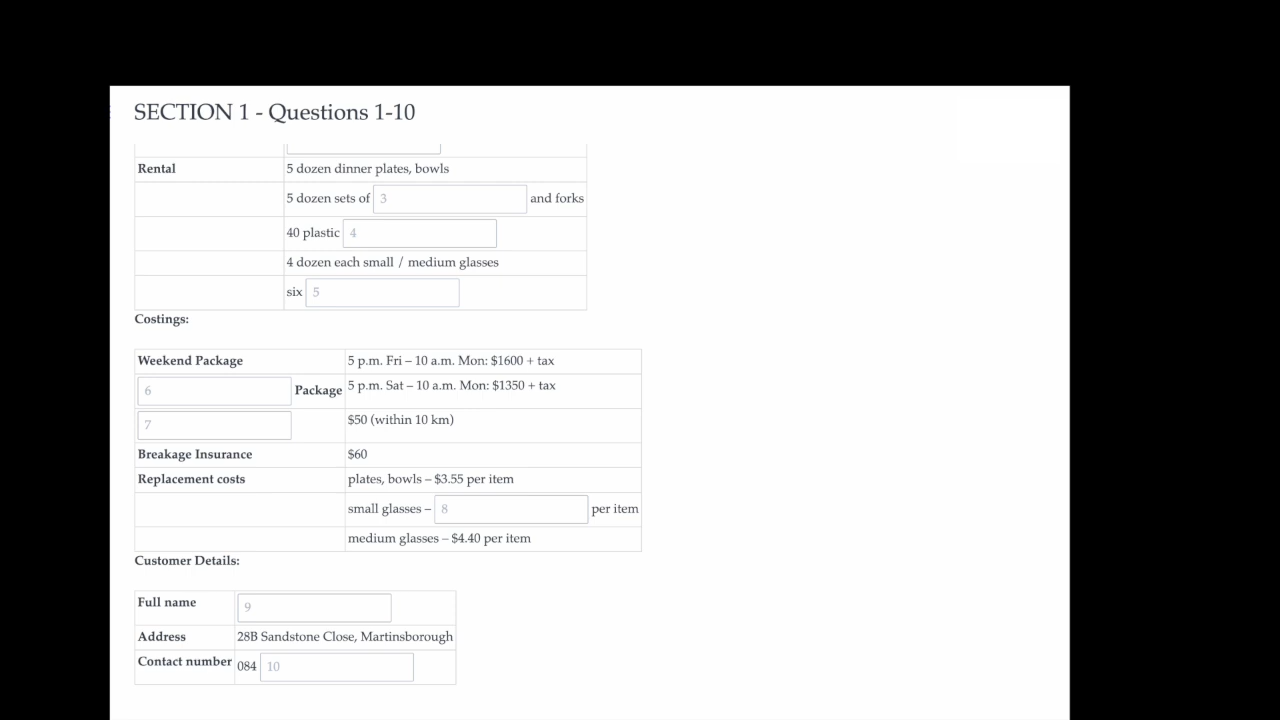 SECTION 1 - Questions 1-10
Rental 5 dozen dinner plates, bowls
5 dozen sets of 3 and forks
40 plastic 4
4 dozen each small / medium glasses
six 5
Costings:
Weekend Package 5 p.m. Fri – 10 a.m. Mon: $1600 + tax
6 Package 5 p.m. Sat – 10 a.m. Mon: $1350 + tax
7 $50 (within 10 km)
Breakage Insurance $60
Replacement costs plates, bowls – $3.55 per item
small glasses – 8 per item
medium glasses – $4.40 per item
Customer Details:
Full name 9
Address 28B Sandstone Close, Martinsborough
Contact number 084 10